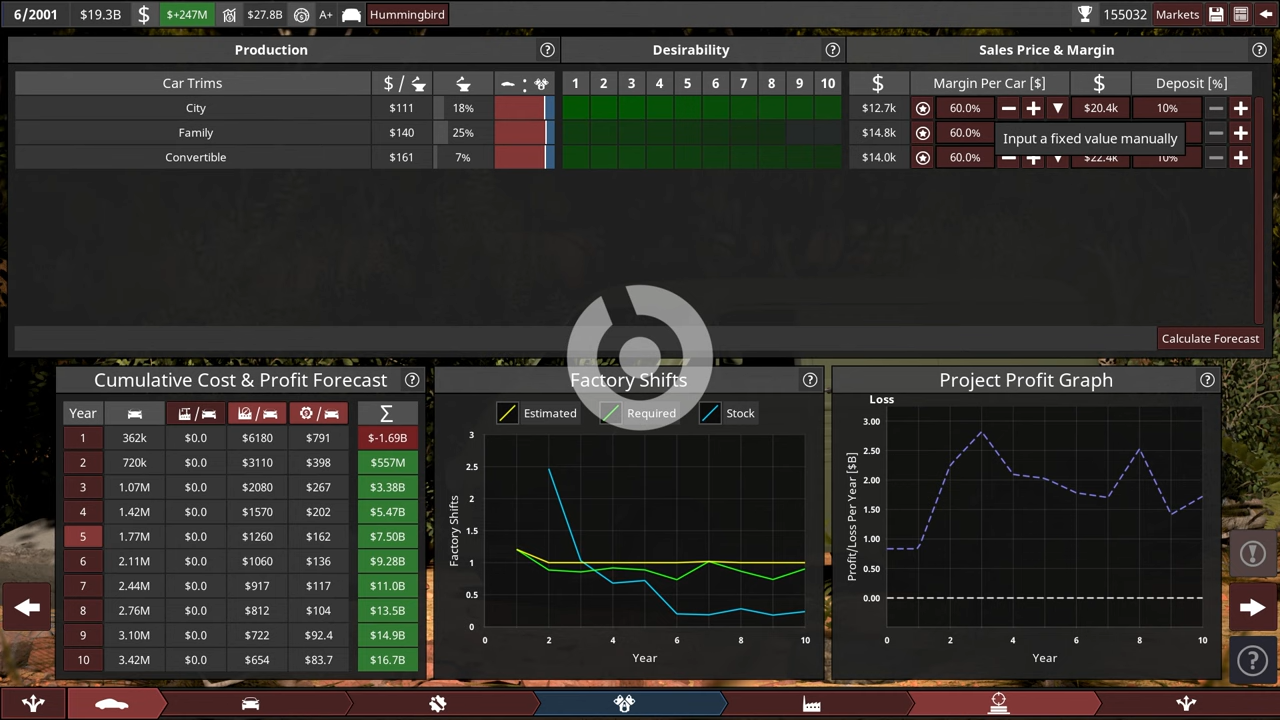 6/2001 $19.3B $ $+247M $27.8B A+ Hummingbird 155032 Markets
Production ? Desirability ? Sales Price & Margin ?
Car Trims $ / : 1 2 3 4 5 6 7 8 9 10 $ Margin Per Car [$] $ Deposit [%]
City $111 18% $12.7k 60.0% $20.4k 10%
Family $140 25% $14.8k 60.0%
Input a fixed value manually
Convertible $161 7% $14.0k 60.0% $22.4k 10%
Calculate Forecast
Cumulative Cost & Profit Forecast ? Factory Shifts ? Project Profit Graph ?
Year / / / Σ
1 362k $0.0 $6180 $791 $-1.69B
2 720k $0.0 $3110 $398 $557M
3 1.07M $0.0 $2080 $267 $3.38B
4 1.42M $0.0 $1570 $202 $5.47B
5 1.77M $0.0 $1260 $162 $7.50B
6 2.11M $0.0 $1060 $136 $9.28B
7 2.44M $0.0 $917 $117 $11.0B
8 2.76M $0.0 $812 $104 $13.5B
9 3.10M $0.0 $722 $92.4 $14.9B
10 3.42M $0.0 $654 $83.7 $16.7B
Estimated Required Stock
Factory Shifts
3
2.5
2
1.5
1
0.5
0
0 2 4 6 8 10
Year
Loss
Profit/Loss Per Year [$B]
3.00
2.50
2.00
1.50
1.00
0.50
0.00
0 2 4 6 8 10
Year
?